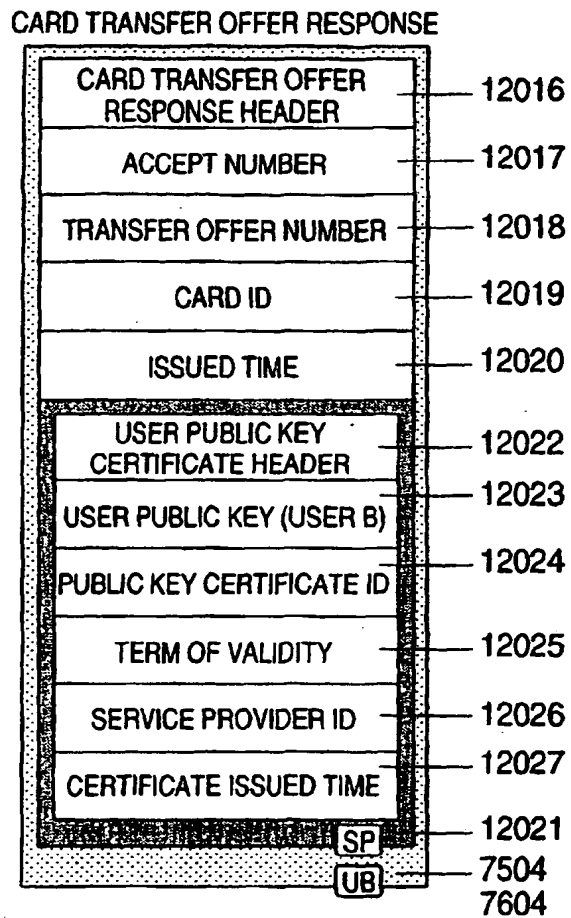 CARD TRANSFER OFFER RESPONSE
CARD TRANSFER OFFER
RESPONSE HEADER
12016
ACCEPT NUMBER
12017
TRANSFER OFFER NUMBER
12018
CARD ID
12019
ISSUED TIME
12020
USER PUBLIC KEY
CERTIFICATE HEADER
12022
USER PUBLIC KEY (USER B)
12023
PUBLIC KEY CERTIFICATE ID
12024
TERM OF VALIDITY
12025
SERVICE PROVIDER ID
12026
CERTIFICATE ISSUED TIME
12027
SP
12021
UB
7504
7604